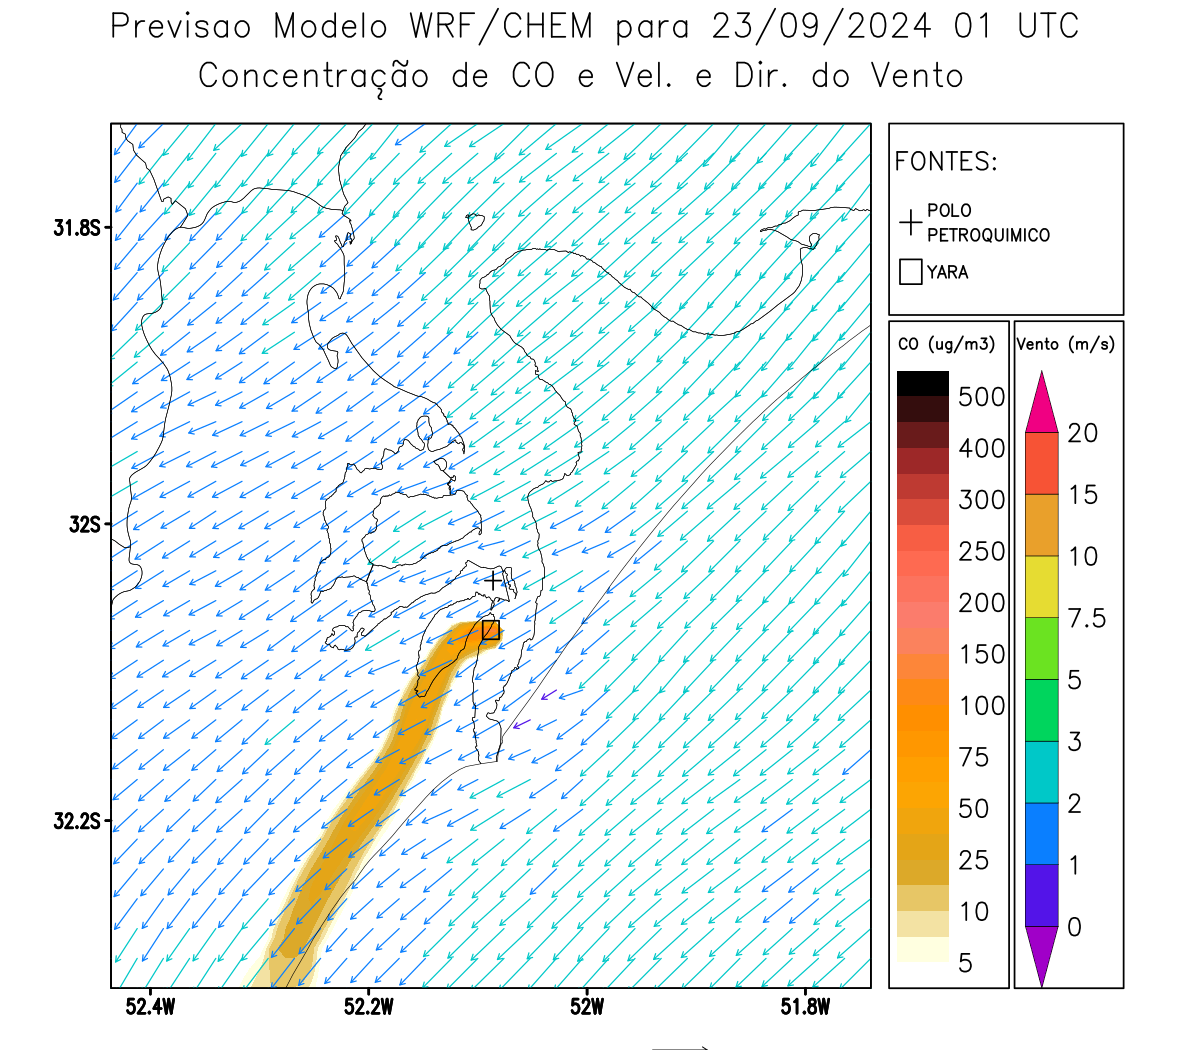 Previsao Modelo WRF/CHEM para 23/09/2024 01 UTC
Concentração de CO e Vel. e Dir. do Vento
FONTES:
POLO
PETROQUIMICO
YARA
31.8S
32S
32.2S
52.4W
52.2W
52W
51.8W
CO (ug/m3)
500
400
300
250
200
150
100
75
50
25
10
5
Vento (m/s)
20
15
10
7.5
5
3
2
1
0